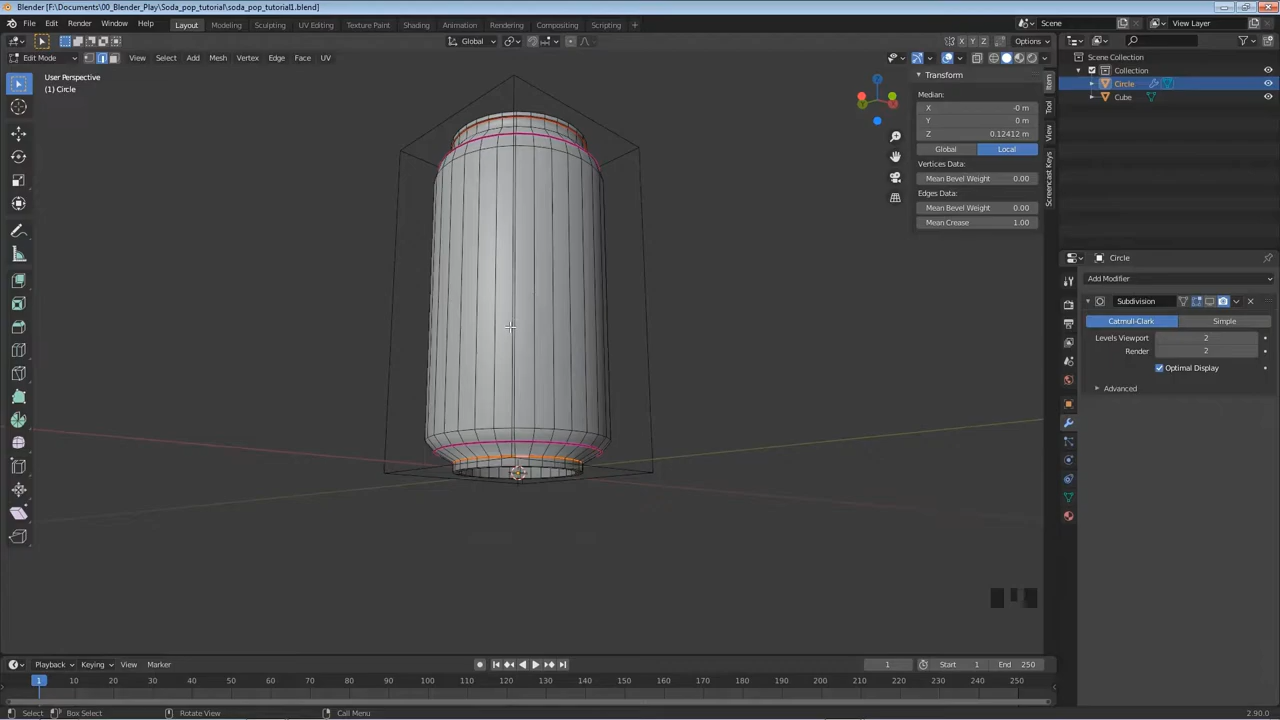 Blender [F:\Documents\00_Blender_Play\Soda_pop_tutorial\soda_pop_tutorial1.blend]
File Edit Render Window Help Layout Modeling Sculpting UV Editing Texture Paint Shading Animation Rendering Compositing Scripting Scene View Layer
Global Options
Edit Mode View Select Add Mesh Vertex Edge Face UV X Y Z
User Perspective
(1) Circle
Transform
Median:
X -0 m
Y 0 m
Z 0.12412 m
Global Local
Vertices Data:
Mean Bevel Weight 0.00
Edges Data:
Mean Bevel Weight 0.00
Mean Crease 1.00
Item
Tool
View
Screencast Keys
Scene Collection
Collection
Circle
Cube
Circle
Add Modifier
Subdivision
Catmull-Clark Simple
Levels Viewport 2
Render 2
Optimal Display
Advanced
Playback Keying View Marker 1 Start 1 End 250
1 10 20 30 40 50 60 70 80 90 100 110 120 130 140 150 160 170 180 190 200 210 220 230 240 250
Select Box Select Rotate View Call Menu 2.90.0